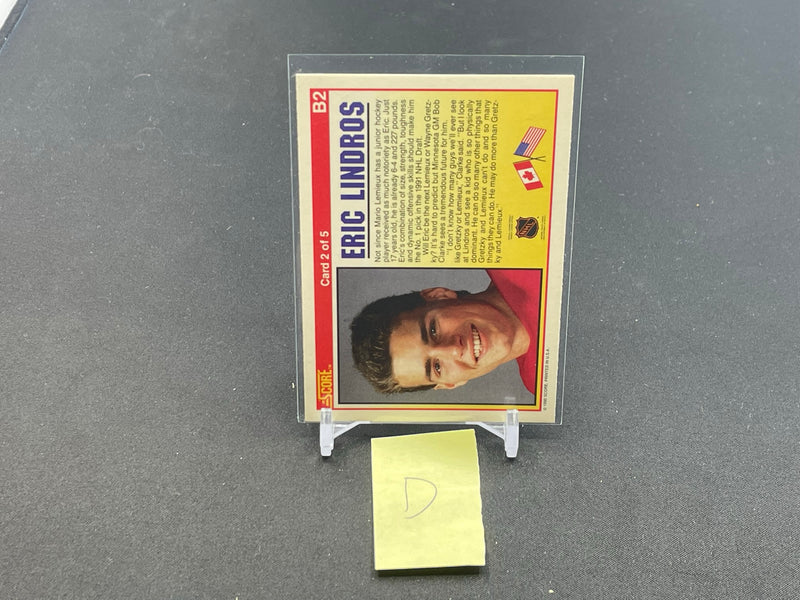 SCORE™
Card 2 of 5
B2
ERIC LINDROS
Not since Mario Lemieux has a junior hockey
player received as much notoriety as Eric. Just
17 years old, he is already 6-4 and 227 pounds.
Eric's combination of size, strength, toughness
and dynamic offensive skills should make him
the No. 1 pick in the 1991 NHL Draft.
Will Eric be the next Lemieux or Wayne Gretz-
ky? It's hard to predict but Minnesota GM Bob
Clarke sees a tremendous future for him.
"I don't know how many guys we'll ever see
like Gretzky or Lemieux," Clarke said. "But I look
at Lindros and see a kid who is so physically
dominant. He can do so many other things that
Gretzky and Lemieux can't do and so many
things they can do. He may do more than Gretz-
ky and Lemieux."
NHL
© 1990 SCORE, PRINTED IN U.S.A.
D